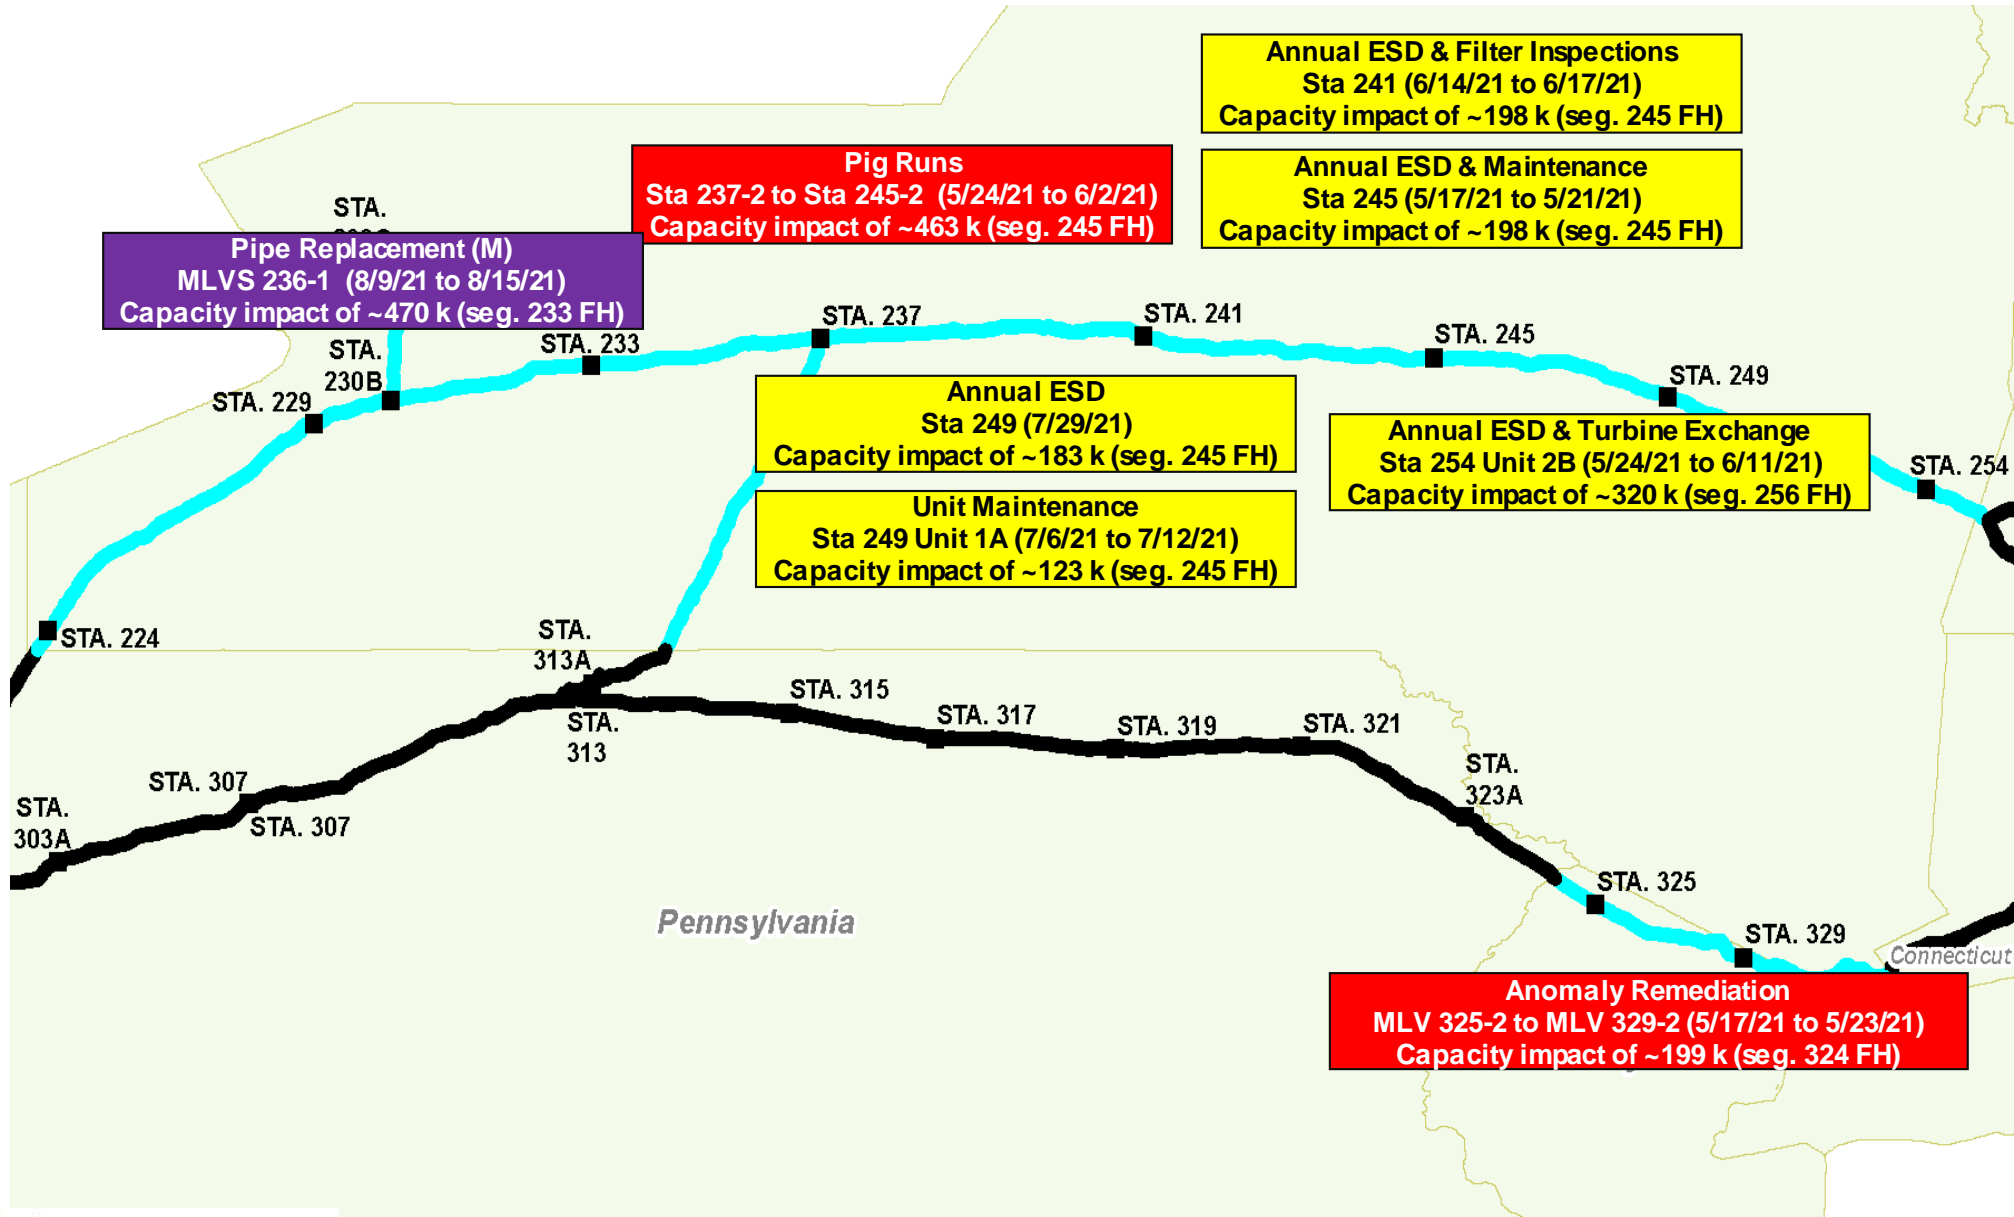 Annual ESD & Filter Inspections
Sta 241 (6/14/21 to 6/17/21)
Capacity impact of ~198 k (seg. 245 FH)
Pig Runs
Sta 237-2 to Sta 245-2 (5/24/21 to 6/2/21)
Capacity impact of ~463 k (seg. 245 FH)
Annual ESD & Maintenance
Sta 245 (5/17/21 to 5/21/21)
Capacity impact of ~198 k (seg. 245 FH)
STA.
Pipe Replacement (M)
MLVS 236-1 (8/9/21 to 8/15/21)
Capacity impact of ~470 k (seg. 233 FH)
STA. 237
STA. 241
STA. 245
STA. 233
STA.
230B
STA. 229
STA. 249
Annual ESD
Sta 249 (7/29/21)
Capacity impact of ~183 k (seg. 245 FH)
Annual ESD & Turbine Exchange
Sta 254 Unit 2B (5/24/21 to 6/11/21)
Capacity impact of ~320 k (seg. 256 FH)
STA. 254
Unit Maintenance
Sta 249 Unit 1A (7/6/21 to 7/12/21)
Capacity impact of ~123 k (seg. 245 FH)
STA. 224
STA.
313A
STA. 315
STA. 317
STA. 319
STA. 321
STA.
313
STA.
323A
STA. 307
STA. 307
STA.
303A
STA. 325
Pennsylvania
STA. 329
Connecticut
Anomaly Remediation
MLV 325-2 to MLV 329-2 (5/17/21 to 5/23/21)
Capacity impact of ~199 k (seg. 324 FH)